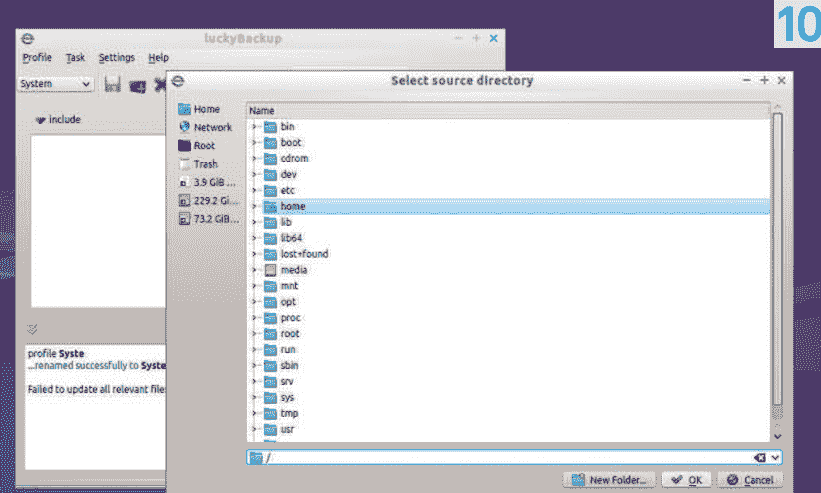 10
luckyBackup
Profile Task Settings Help
System
include
profile Syste
...renamed successfully to Syste
Failed to update all relevant file
Select source directory
Home
Network
Root
Trash
3.9 GiB ...
229.2 Gi...
73.2 GiB...
Name
bin
boot
cdrom
dev
etc
home
lib
lib64
lost+found
media
mnt
opt
proc
root
run
sbin
srv
sys
tmp
usr
/
New Folder...
OK
Cancel